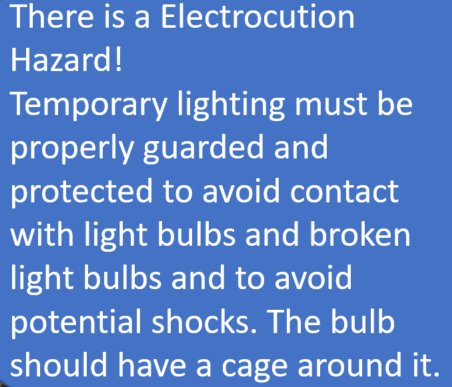 There is a Electrocution
Hazard!
Temporary lighting must be
properly guarded and
protected to avoid contact
with light bulbs and broken
light bulbs and to avoid
potential shocks. The bulb
should have a cage around it.